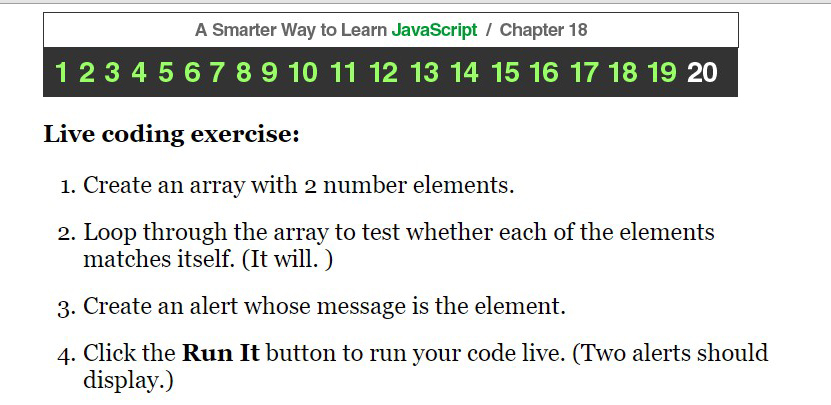 A Smarter Way to Learn JavaScript / Chapter 18
1 2 3 4 5 6 7 8 9 10 11 12 13 14 15 16 17 18 19 20
Live coding exercise:
1. Create an array with 2 number elements.
2. Loop through the array to test whether each of the elements
matches itself. (It will. )
3. Create an alert whose message is the element.
4. Click the Run It button to run your code live. (Two alerts should
display.)